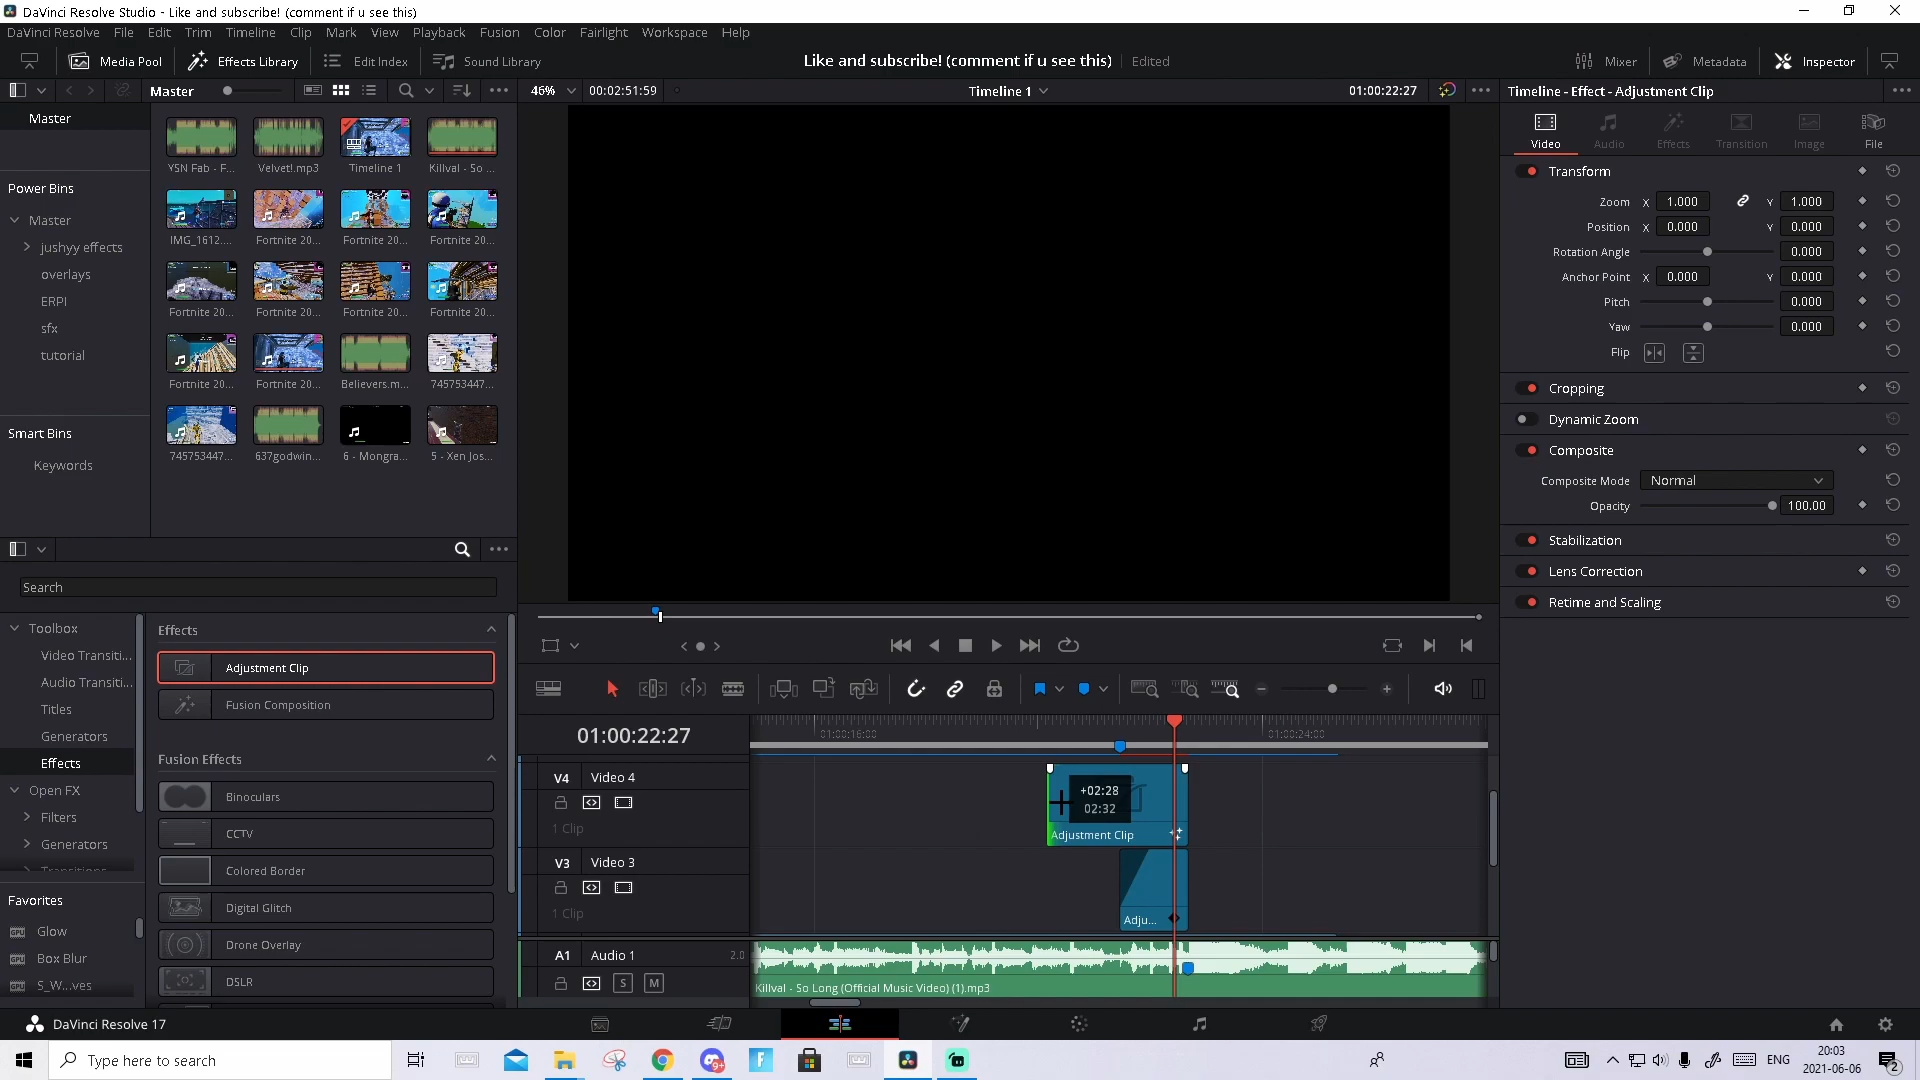 DaVinci Resolve Studio - Like and subscribe! (comment if u see this)
DaVinci Resolve File Edit Trim Timeline Clip Mark View Playback Fusion Color Fairlight Workspace Help
Media Pool Effects Library Edit Index Sound Library Like and subscribe! (comment if u see this) Edited Mixer Metadata Inspector
Master 46% 00:02:51:59 Timeline 1 01:00:22:27 Timeline - Effect - Adjustment Clip
Master
Power Bins
Master
jushyy effects
overlays
ERPI
sfx
tutorial
Smart Bins
Keywords
YSN Fab - F... Velvet!.mp3 Timeline 1 Killval - So ...
IMG_1612.... Fortnite 20... Fortnite 20... Fortnite 20...
Fortnite 20... Fortnite 20... Fortnite 20... Fortnite 20...
Fortnite 20... Fortnite 20... Believers.m... 745753447...
745753447... 637godwin... 6 - Mongra... 5 - Xen Jos...
Video Audio Effects Transition Image File
Transform
Zoom X 1.000 Y 1.000
Position X 0.000 Y 0.000
Rotation Angle 0.000
Anchor Point X 0.000 Y 0.000
Pitch 0.000
Yaw 0.000
Flip
Cropping
Dynamic Zoom
Composite
Composite Mode Normal
Opacity 100.00
Stabilization
Lens Correction
Retime and Scaling
Search
Toolbox
Video Transiti...
Audio Transiti...
Titles
Generators
Effects
Open FX
Filters
Generators
Transitions
Favorites
Glow
Box Blur
S_W...ves
Effects
Adjustment Clip
Fusion Composition
Fusion Effects
Binoculars
CCTV
Colored Border
Digital Glitch
Drone Overlay
DSLR
01:00:22:27
01:00:16:00 01:00:24:00
V4 Video 4
1 Clip
+02:28
02:32
Adjustment Clip
V3 Video 3
1 Clip
Adju...
A1 Audio 1 2.0
S M
Killval - So Long (Official Music Video) (1).mp3
DaVinci Resolve 17
Type here to search
9+
ENG
20:03
2021-06-06
2